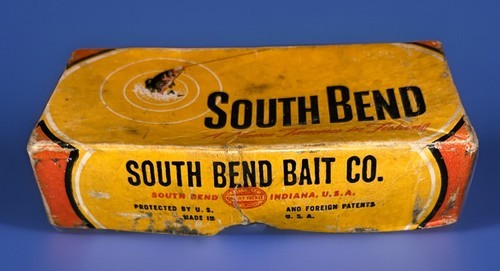 SOUTH BEND
SOUTH BEND BAIT CO.
SOUTH BEND INDIANA, U.S.A.
PROTECTED BY U.S. AND FOREIGN PATENTS
MADE IN U.S.A.